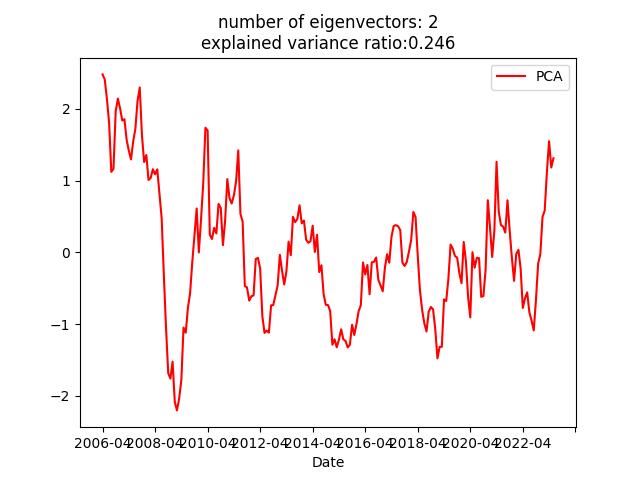 number of eigenvectors: 2
explained variance ratio:0.246
PCA
2
1
0
−1
−2
2006-04 2008-04 2010-04 2012-04 2014-04 2016-04 2018-04 2020-04 2022-04
Date